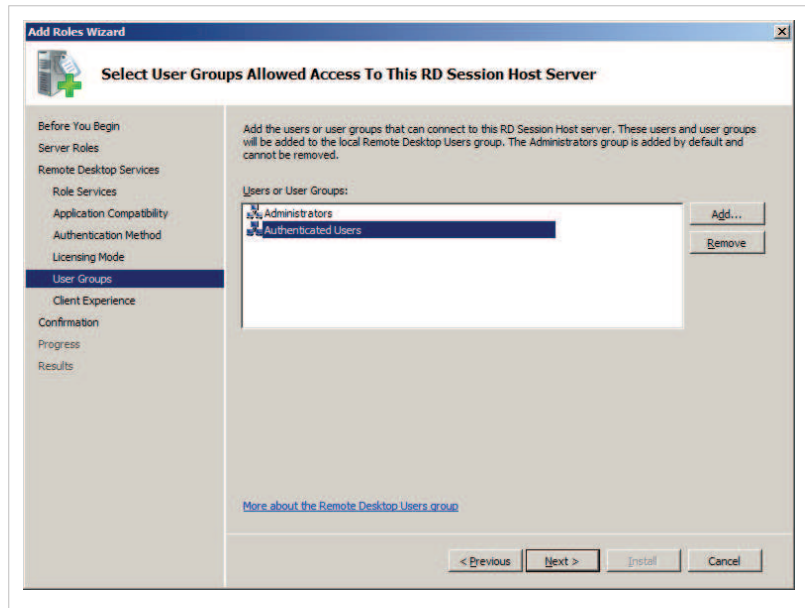 Add Roles Wizard
Select User Groups Allowed Access To This RD Session Host Server
Before You Begin
Server Roles
Remote Desktop Services
Role Services
Application Compatibility
Authentication Method
Licensing Mode
User Groups
Client Experience
Confirmation
Progress
Results
Add the users or user groups that can connect to this RD Session Host server. These users and user groups
will be added to the local Remote Desktop Users group. The Administrators group is added by default and
cannot be removed.
Users or User Groups:
Administrators
Authenticated Users
Add...
Remove
More about the Remote Desktop Users group
< Previous
Next >
Install
Cancel